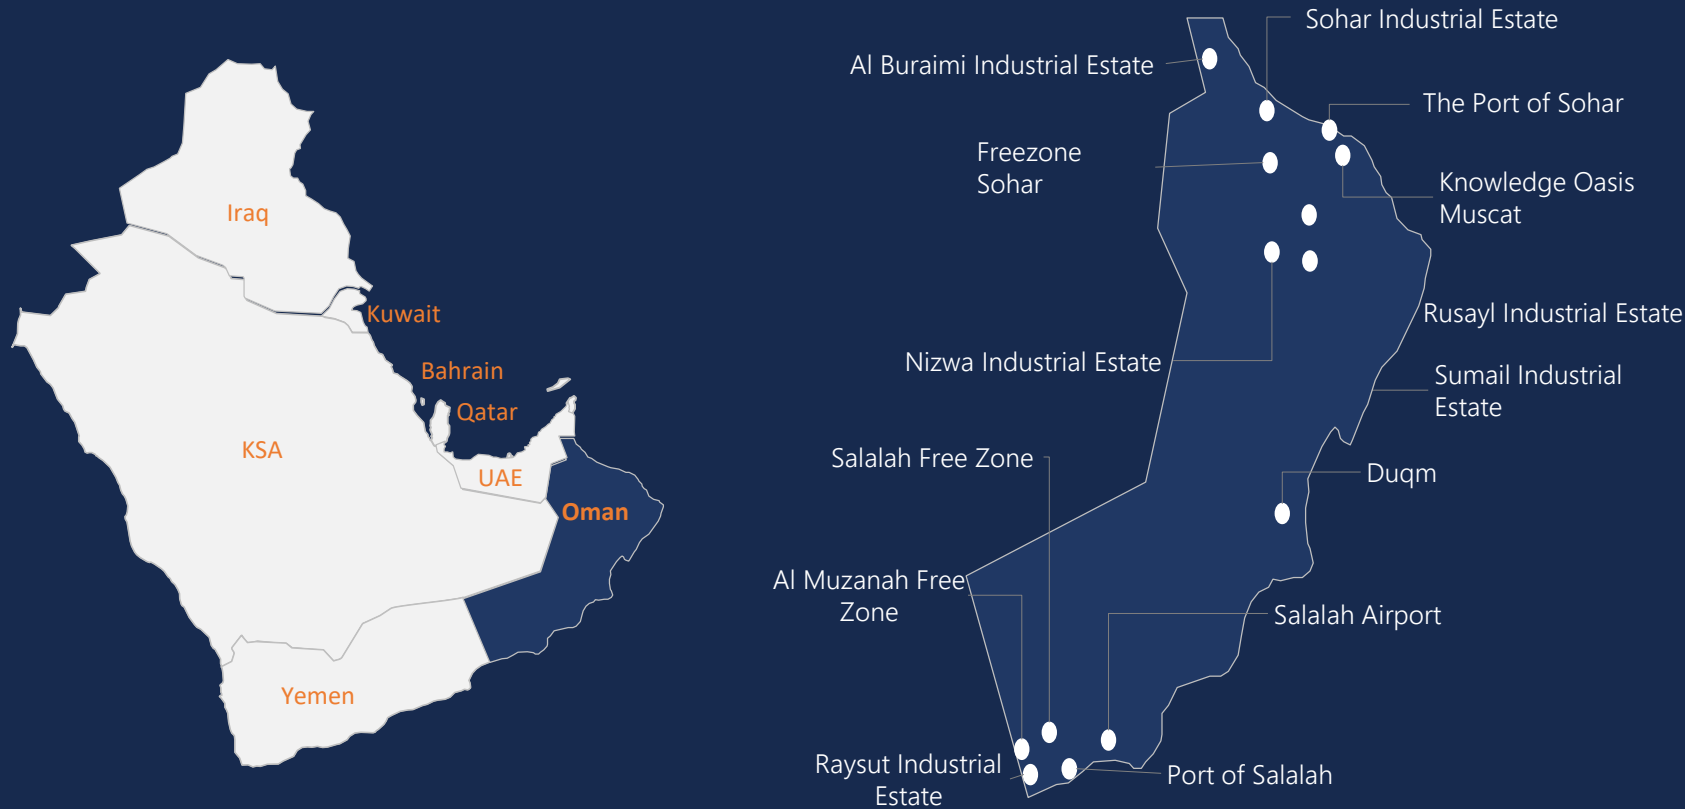 Iraq
Kuwait
Bahrain
Qatar
KSA
UAE
Oman
Yemen
Sohar Industrial Estate
Al Buraimi Industrial Estate
The Port of Sohar
Freezone
Sohar
Knowledge Oasis
Muscat
Rusayl Industrial Estate
Nizwa Industrial Estate
Sumail Industrial
Estate
Salalah Free Zone
Duqm
Al Muzanah Free
Zone
Salalah Airport
Raysut Industrial
Estate
Port of Salalah